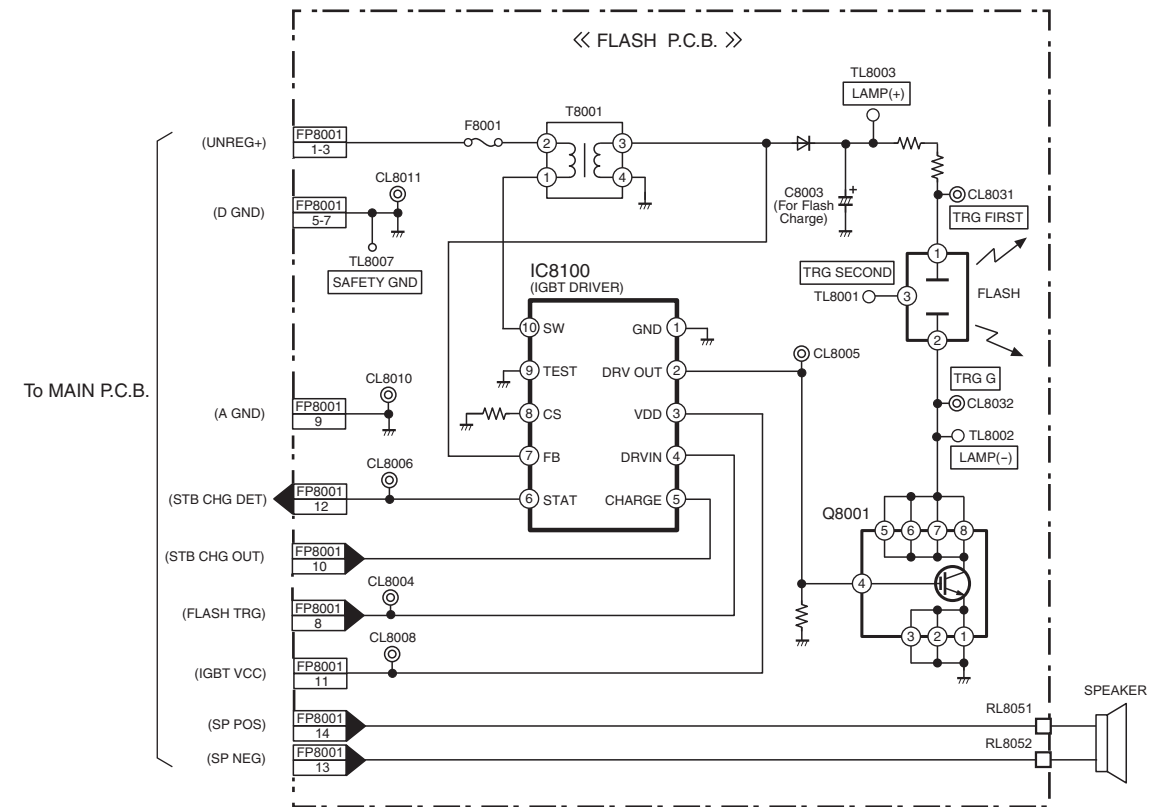 ≪ FLASH P.C.B. ≫
TL8003
LAMP(+)
T8001
F8001
(UNREG+)
FP8001
1-3
2
3
1
4
CL8011
C8003
(For Flash
Charge)
+
CL8031
TRG FIRST
(D GND)
FP8001
5-7
TL8007
SAFETY GND
IC8100
(IGBT DRIVER)
TRG SECOND
TL8001
1
3
2
FLASH
10 SW
GND 1
9 TEST
DRV OUT 2
8 CS
VDD 3
7 FB
DRVIN 4
6 STAT
CHARGE 5
CL8005
TRG G
CL8032
TL8002
LAMP(−)
To MAIN P.C.B.
CL8010
(A GND)
FP8001
9
CL8006
(STB CHG DET)
FP8001
12
Q8001
5
6
7
8
4
3
2
1
(STB CHG OUT)
FP8001
10
CL8004
(FLASH TRG)
FP8001
8
CL8008
(IGBT VCC)
FP8001
11
SPEAKER
RL8051
(SP POS)
FP8001
14
RL8052
(SP NEG)
FP8001
13